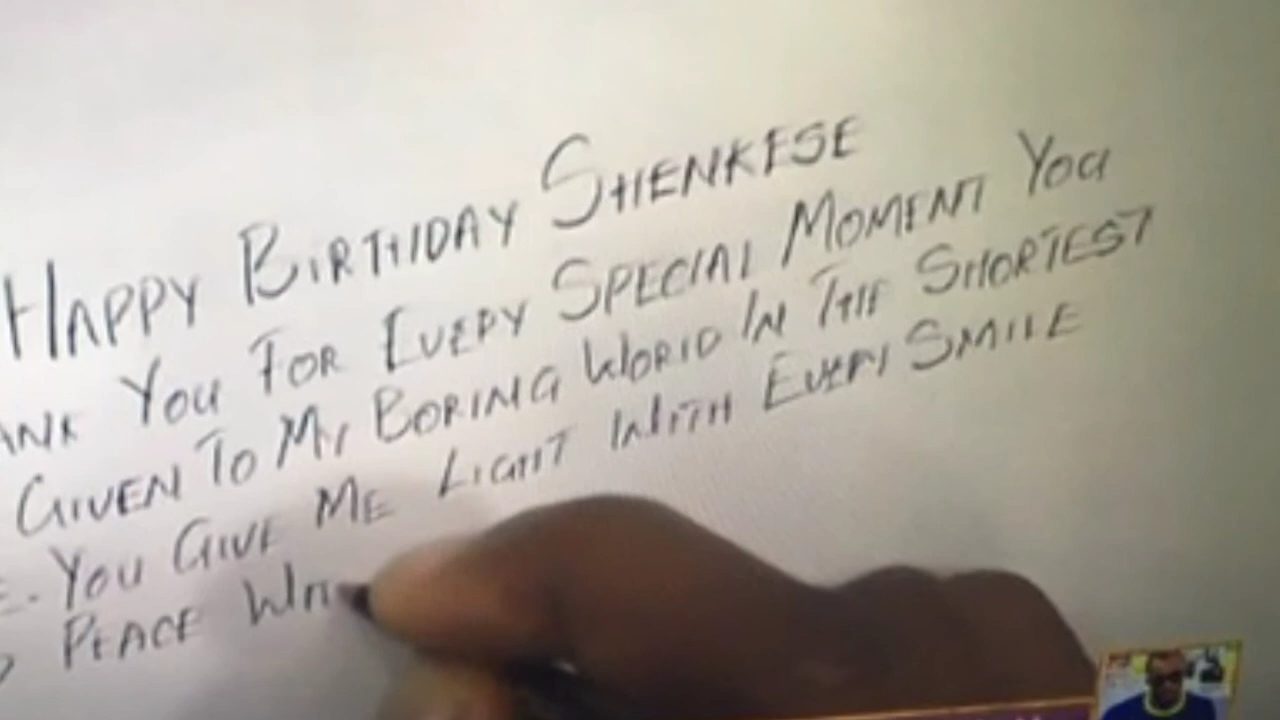 HAPPY BIRTHDAY SHENKESE
ANK YOU FOR EVERY SPECIAL MOMENT YOU
GIVEN TO MY BORING WORLD IN THE SHORTEST
E. YOU GIVE ME LIGHT WITH EVERY SMILE
PEACE WIT